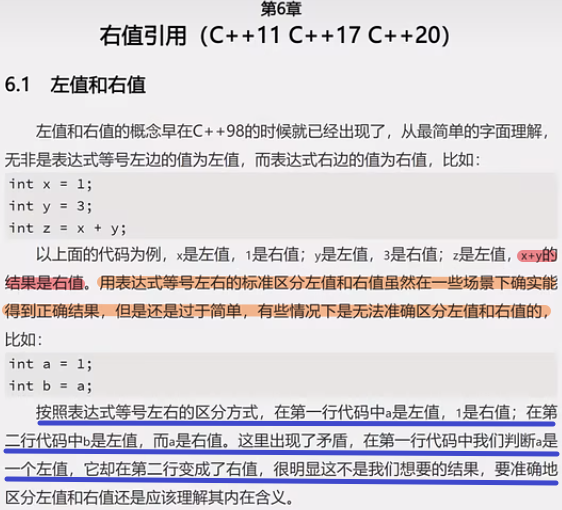 第6章
右值引用（C++11 C++17 C++20）
6.1 左值和右值
左值和右值的概念早在C++98的时候就已经出现了，从最简单的字面理解，
无非是表达式等号左边的值为左值，而表达式右边的值为右值，比如：
int x = 1;
int y = 3;
int z = x + y;
以上面的代码为例，x是左值，1是右值；y是左值，3是右值；z是左值，x+y的
结果是右值。用表达式等号左右的标准区分左值和右值虽然在一些场景下确实能
得到正确结果，但是还是过于简单，有些情况下是无法准确区分左值和右值的，
比如：
int a = 1;
int b = a;
按照表达式等号左右的区分方式，在第一行代码中a是左值，1是右值；在第
二行代码中b是左值，而a是右值。这里出现了矛盾，在第一行代码中我们判断a是
一个左值，它却在第二行变成了右值，很明显这不是我们想要的结果，要准确地
区分左值和右值还是应该理解其内在含义。